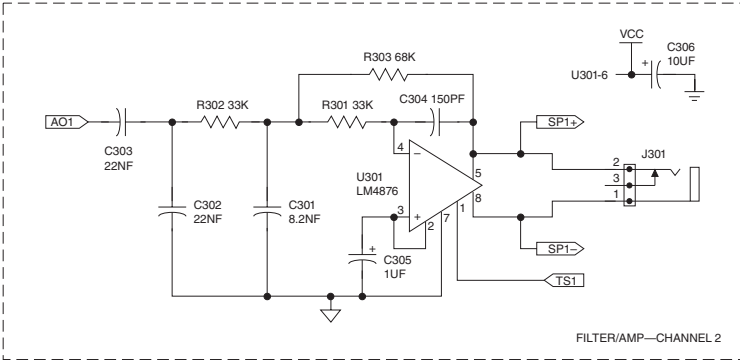 VCC
C306
10UF
+
U301-6
R303 68K
R302 33K
R301 33K
C304 150PF
AO1
C303
22NF
SP1+
4
−
U301
LM4876
5
8
J301
2
3
1
C302
22NF
C301
8.2NF
3
+
2
7
1
+
C305
1UF
SP1−
TS1
FILTER/AMP—CHANNEL 2